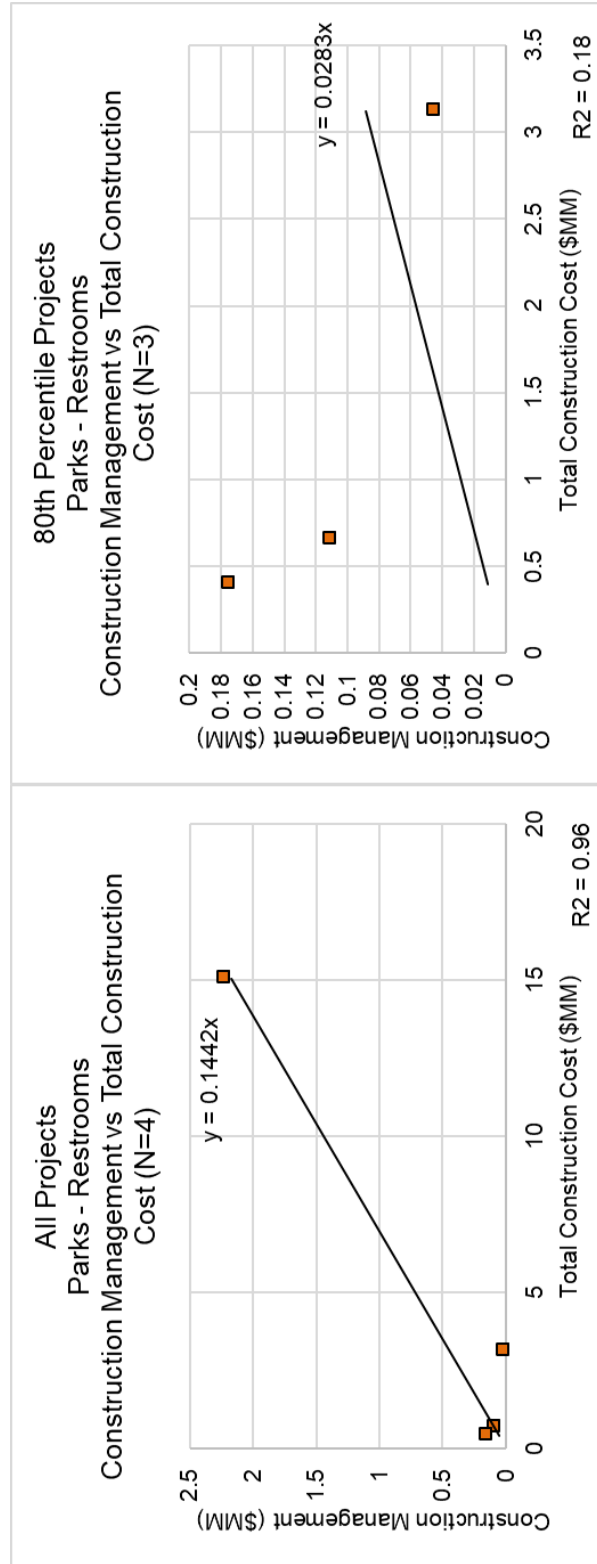 All Projects
Parks - Restrooms
Construction Management vs Total Construction
Cost (N=4)
2.5
2
1.5
1
0.5
0
Construction Management ($MM)
y = 0.1442x
0
5
10
15
20
Total Construction Cost ($MM)
R2 = 0.96
80th Percentile Projects
Parks - Restrooms
Construction Management vs Total Construction
Cost (N=3)
0.2
0.18
0.16
0.14
0.12
0.1
0.08
0.06
0.04
0.02
0
Construction Management ($MM)
y = 0.0283x
0
0.5
1
1.5
2
2.5
3
3.5
Total Construction Cost ($MM)
R2 = 0.18